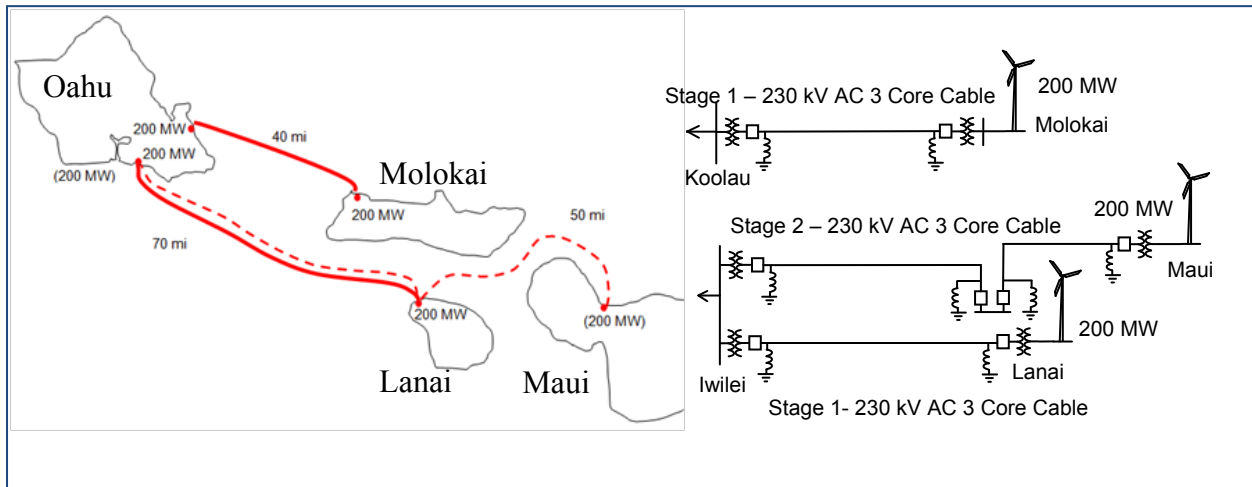 Oahu
200 MW
200 MW
(200 MW)
40 mi
Molokai
200 MW
70 mi
50 mi
200 MW
(200 MW)
Lanai
Maui
Stage 1 – 230 kV AC 3 Core Cable
200 MW
Molokai
Koolau
Stage 2 – 230 kV AC 3 Core Cable
200 MW
Maui
200 MW
Iwilei
Lanai
Stage 1- 230 kV AC 3 Core Cable